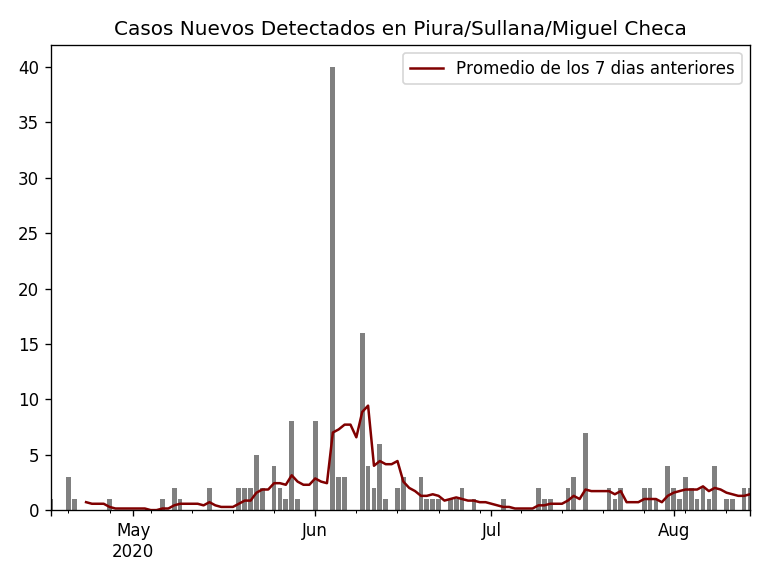 Casos Nuevos Detectados en Piura/Sullana/Miguel Checa
Promedio de los 7 dias anteriores
40
35
30
25
20
15
10
5
0
May
2020
Jun
Jul
Aug